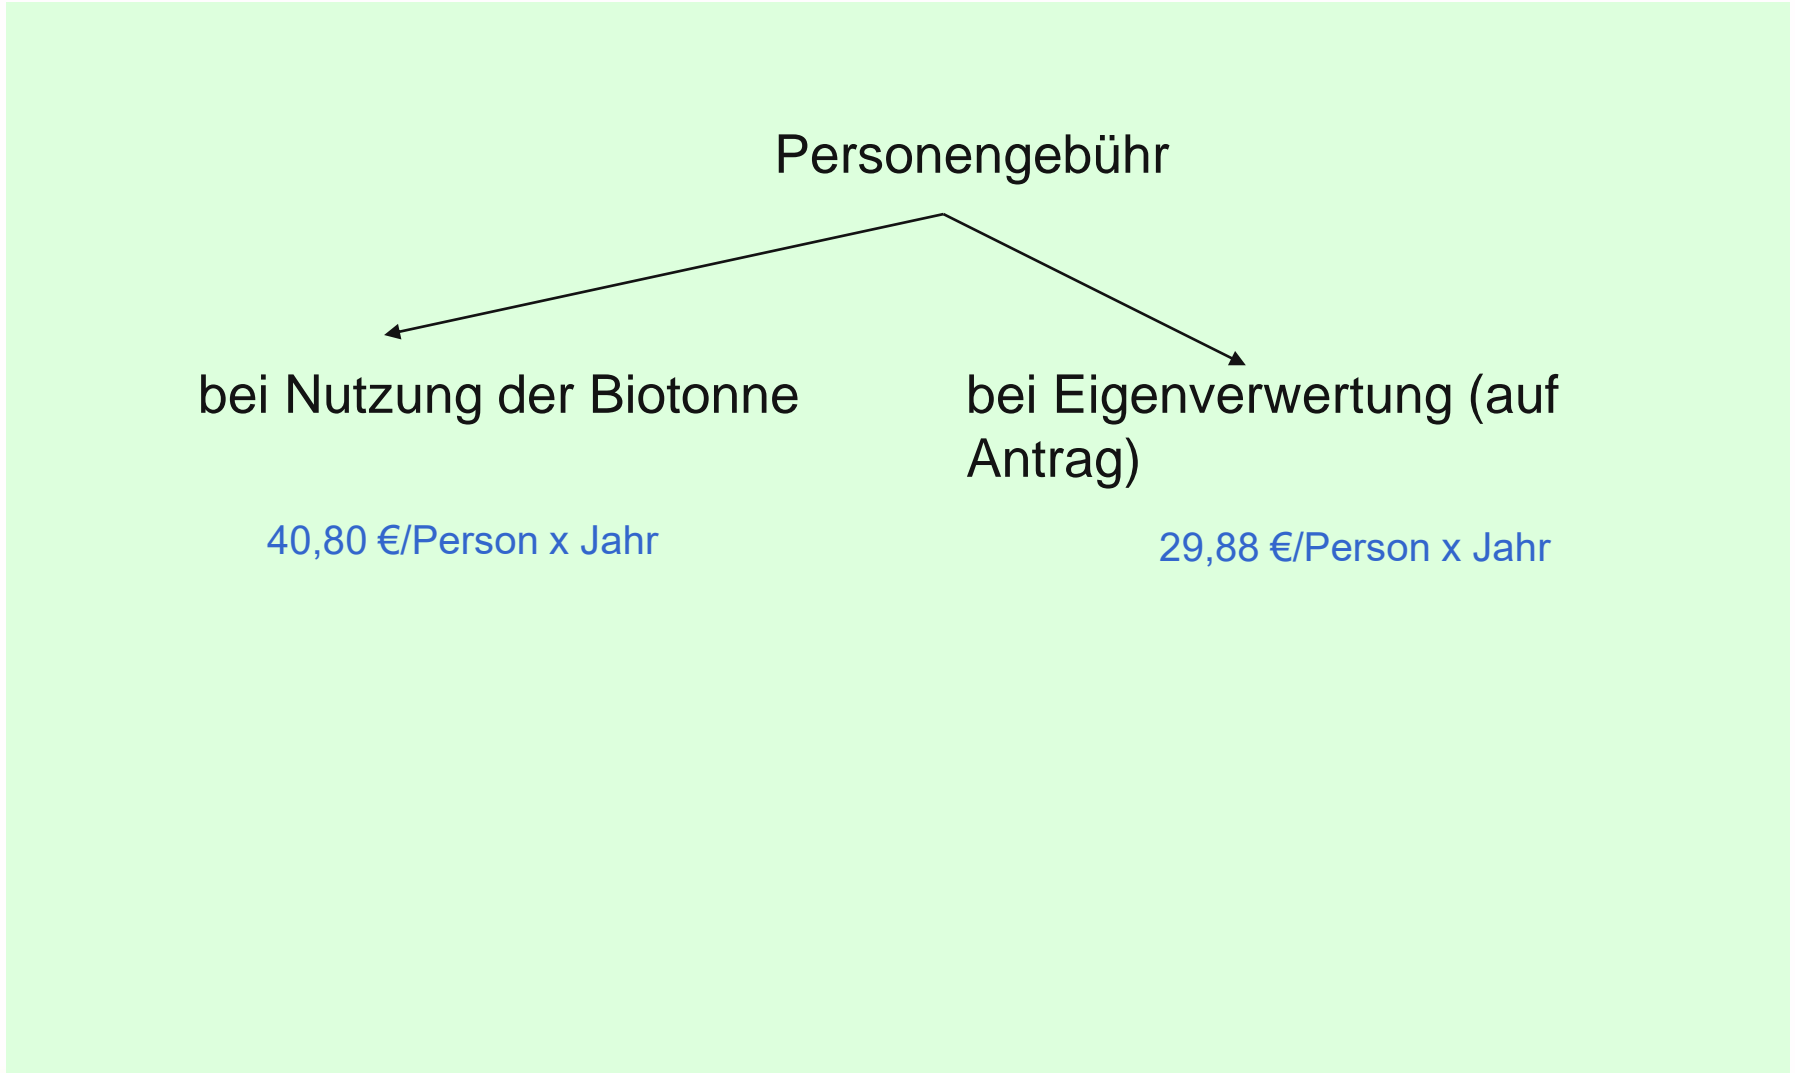 Personengebühr
bei Nutzung der Biotonne
bei Eigenverwertung (auf
Antrag)
40,80 €/Person x Jahr
29,88 €/Person x Jahr